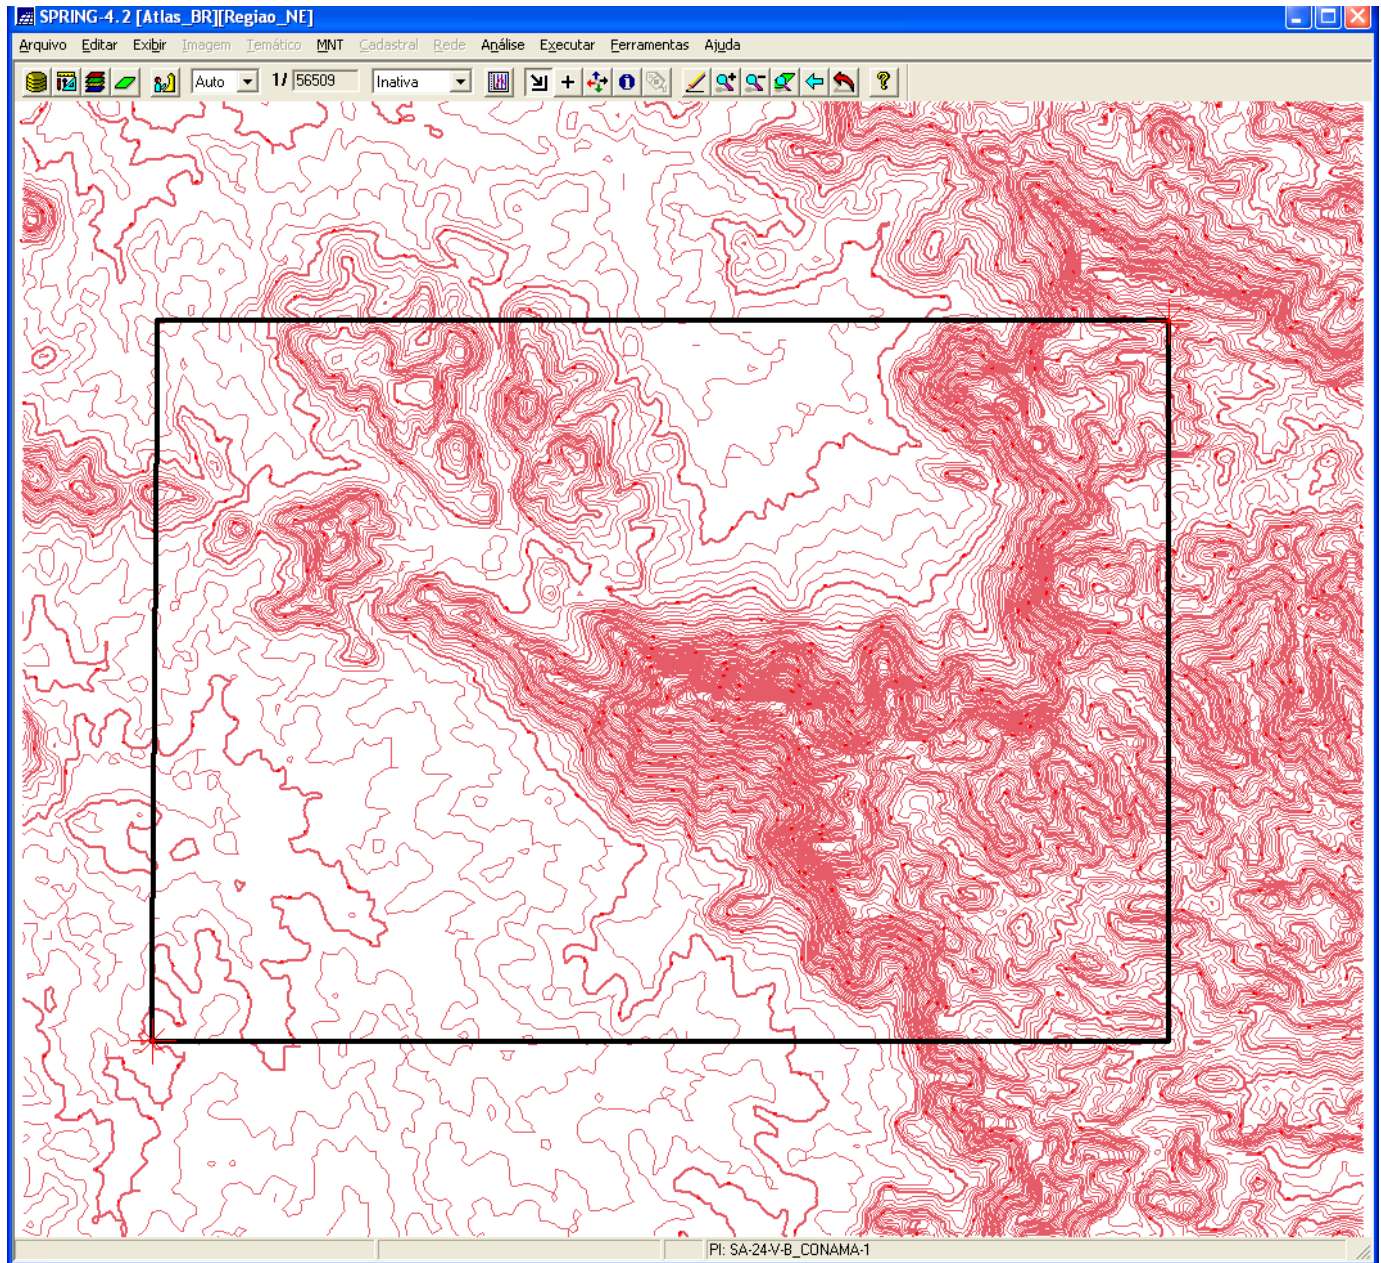 SPRING-4.2 [Atlas_BR][Regiao_NE]
Arquivo Editar Exibir Imagem Temático MNT Cadastral Rede Análise Executar Ferramentas Ajuda
Auto 1/ 56509 Inativa
PI: SA-24-V-B_CONAMA-1